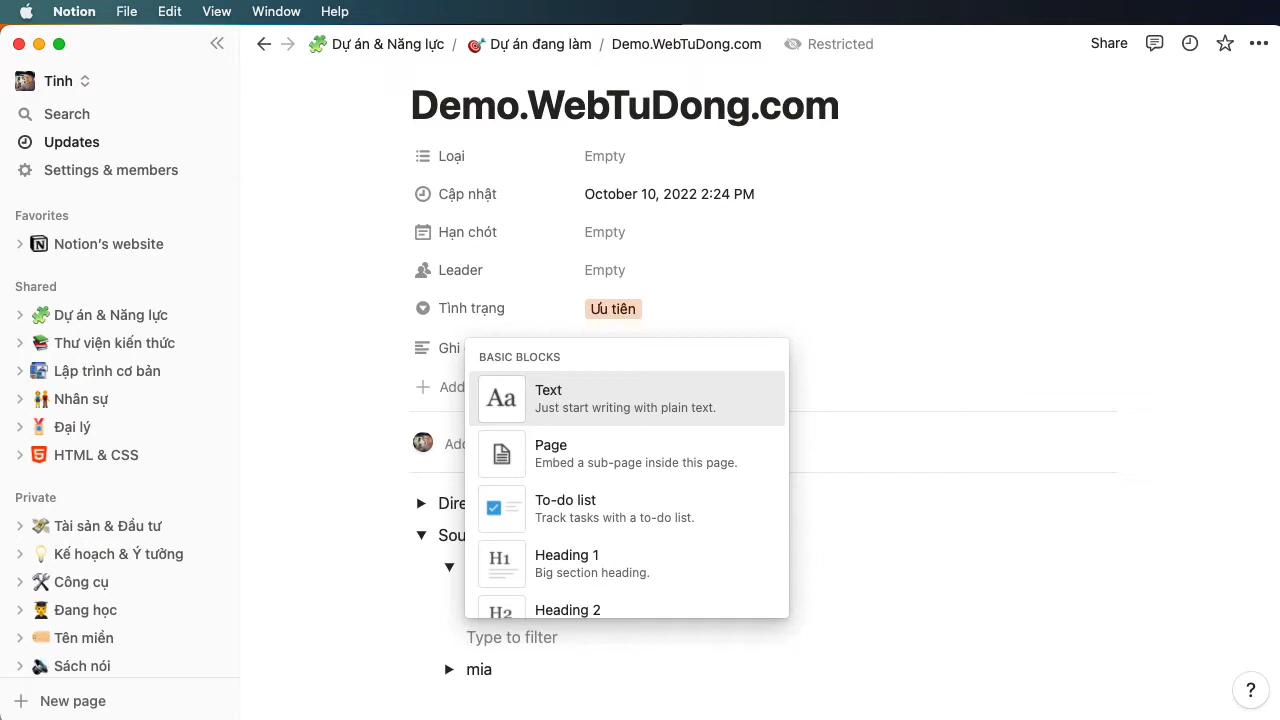 Notion File Edit View Window Help
Dự án & Năng lực / Dự án đang làm / Demo.WebTuDong.com Restricted Share
Tinh
Search
Updates
Settings & members
Favorites
Notion's website
Shared
Dự án & Năng lực
Thư viện kiến thức
Lập trình cơ bản
Nhân sự
Đại lý
HTML & CSS
Private
Tài sản & Đầu tư
Kế hoạch & Ý tưởng
Công cụ
Đang học
Tên miền
Sách nói
New page
Demo.WebTuDong.com
Loại Empty
Cập nhật October 10, 2022 2:24 PM
Hạn chót Empty
Leader Empty
Tình trạng Ưu tiên
Ghi
Add
BASIC BLOCKS
Aa Text
Just start writing with plain text.
Page
Embed a sub-page inside this page.
To-do list
Track tasks with a to-do list.
H1 Heading 1
Big section heading.
H2 Heading 2
Dire
Sou
Type to filter
mia
?